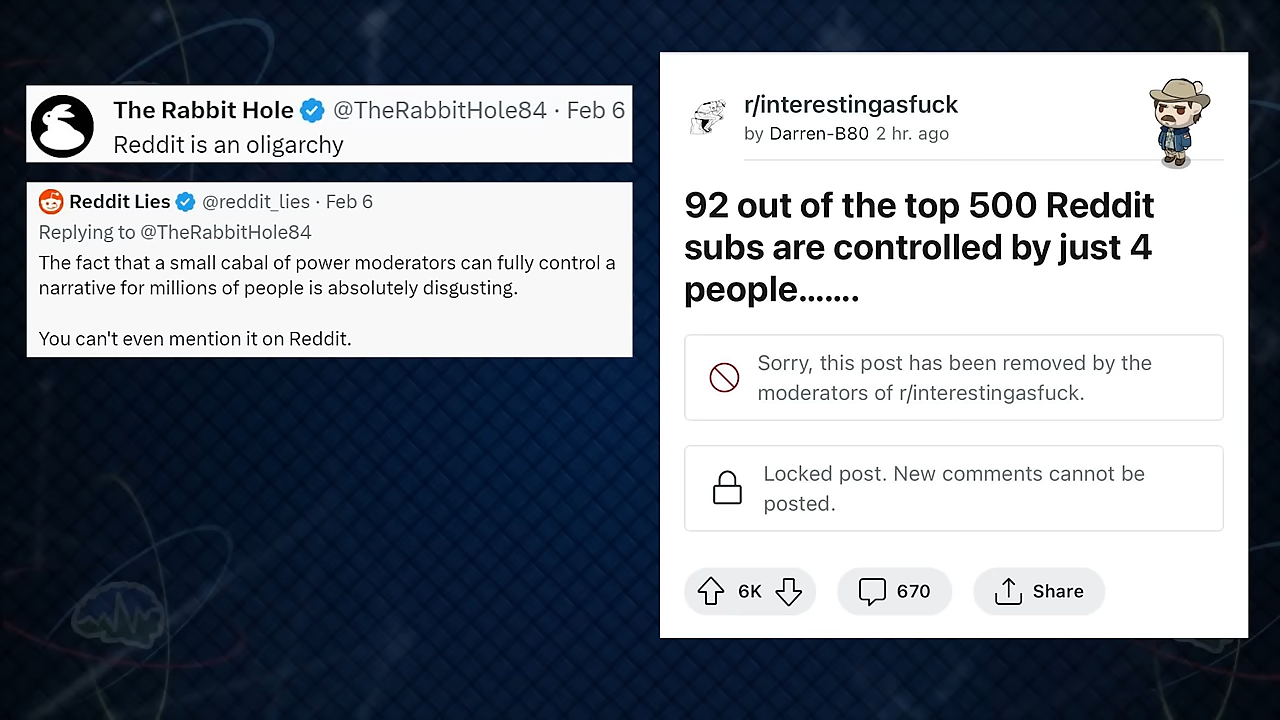 The Rabbit Hole @TheRabbitHole84 · Feb 6
Reddit is an oligarchy
Reddit Lies @reddit_lies · Feb 6
Replying to @TheRabbitHole84
The fact that a small cabal of power moderators can fully control a
narrative for millions of people is absolutely disgusting.
You can't even mention it on Reddit.
r/interestingasfuck
by Darren-B80 2 hr. ago
92 out of the top 500 Reddit
subs are controlled by just 4
people.......
Sorry, this post has been removed by the
moderators of r/interestingasfuck.
Locked post. New comments cannot be
posted.
6K 670 Share